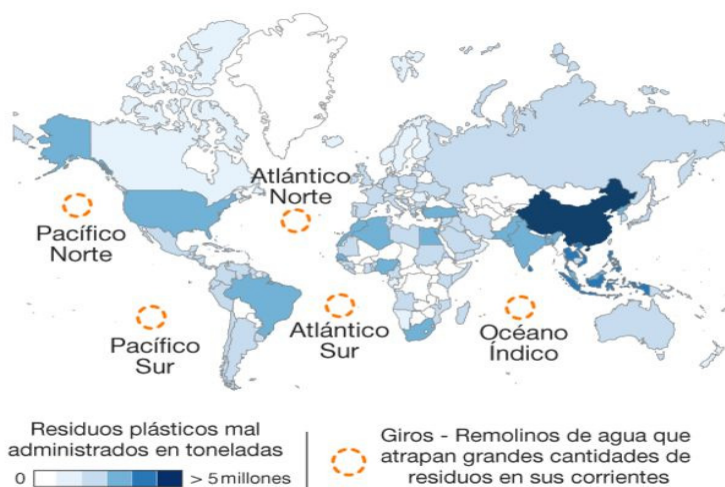 Atlántico
Norte
Pacífico
Norte
Pacífico
Sur
Atlántico
Sur
Océano
Índico
Residuos plásticos mal
administrados en toneladas
0 > 5 millones
Giros - Remolinos de agua que
atrapan grandes cantidades de
residuos en sus corrientes